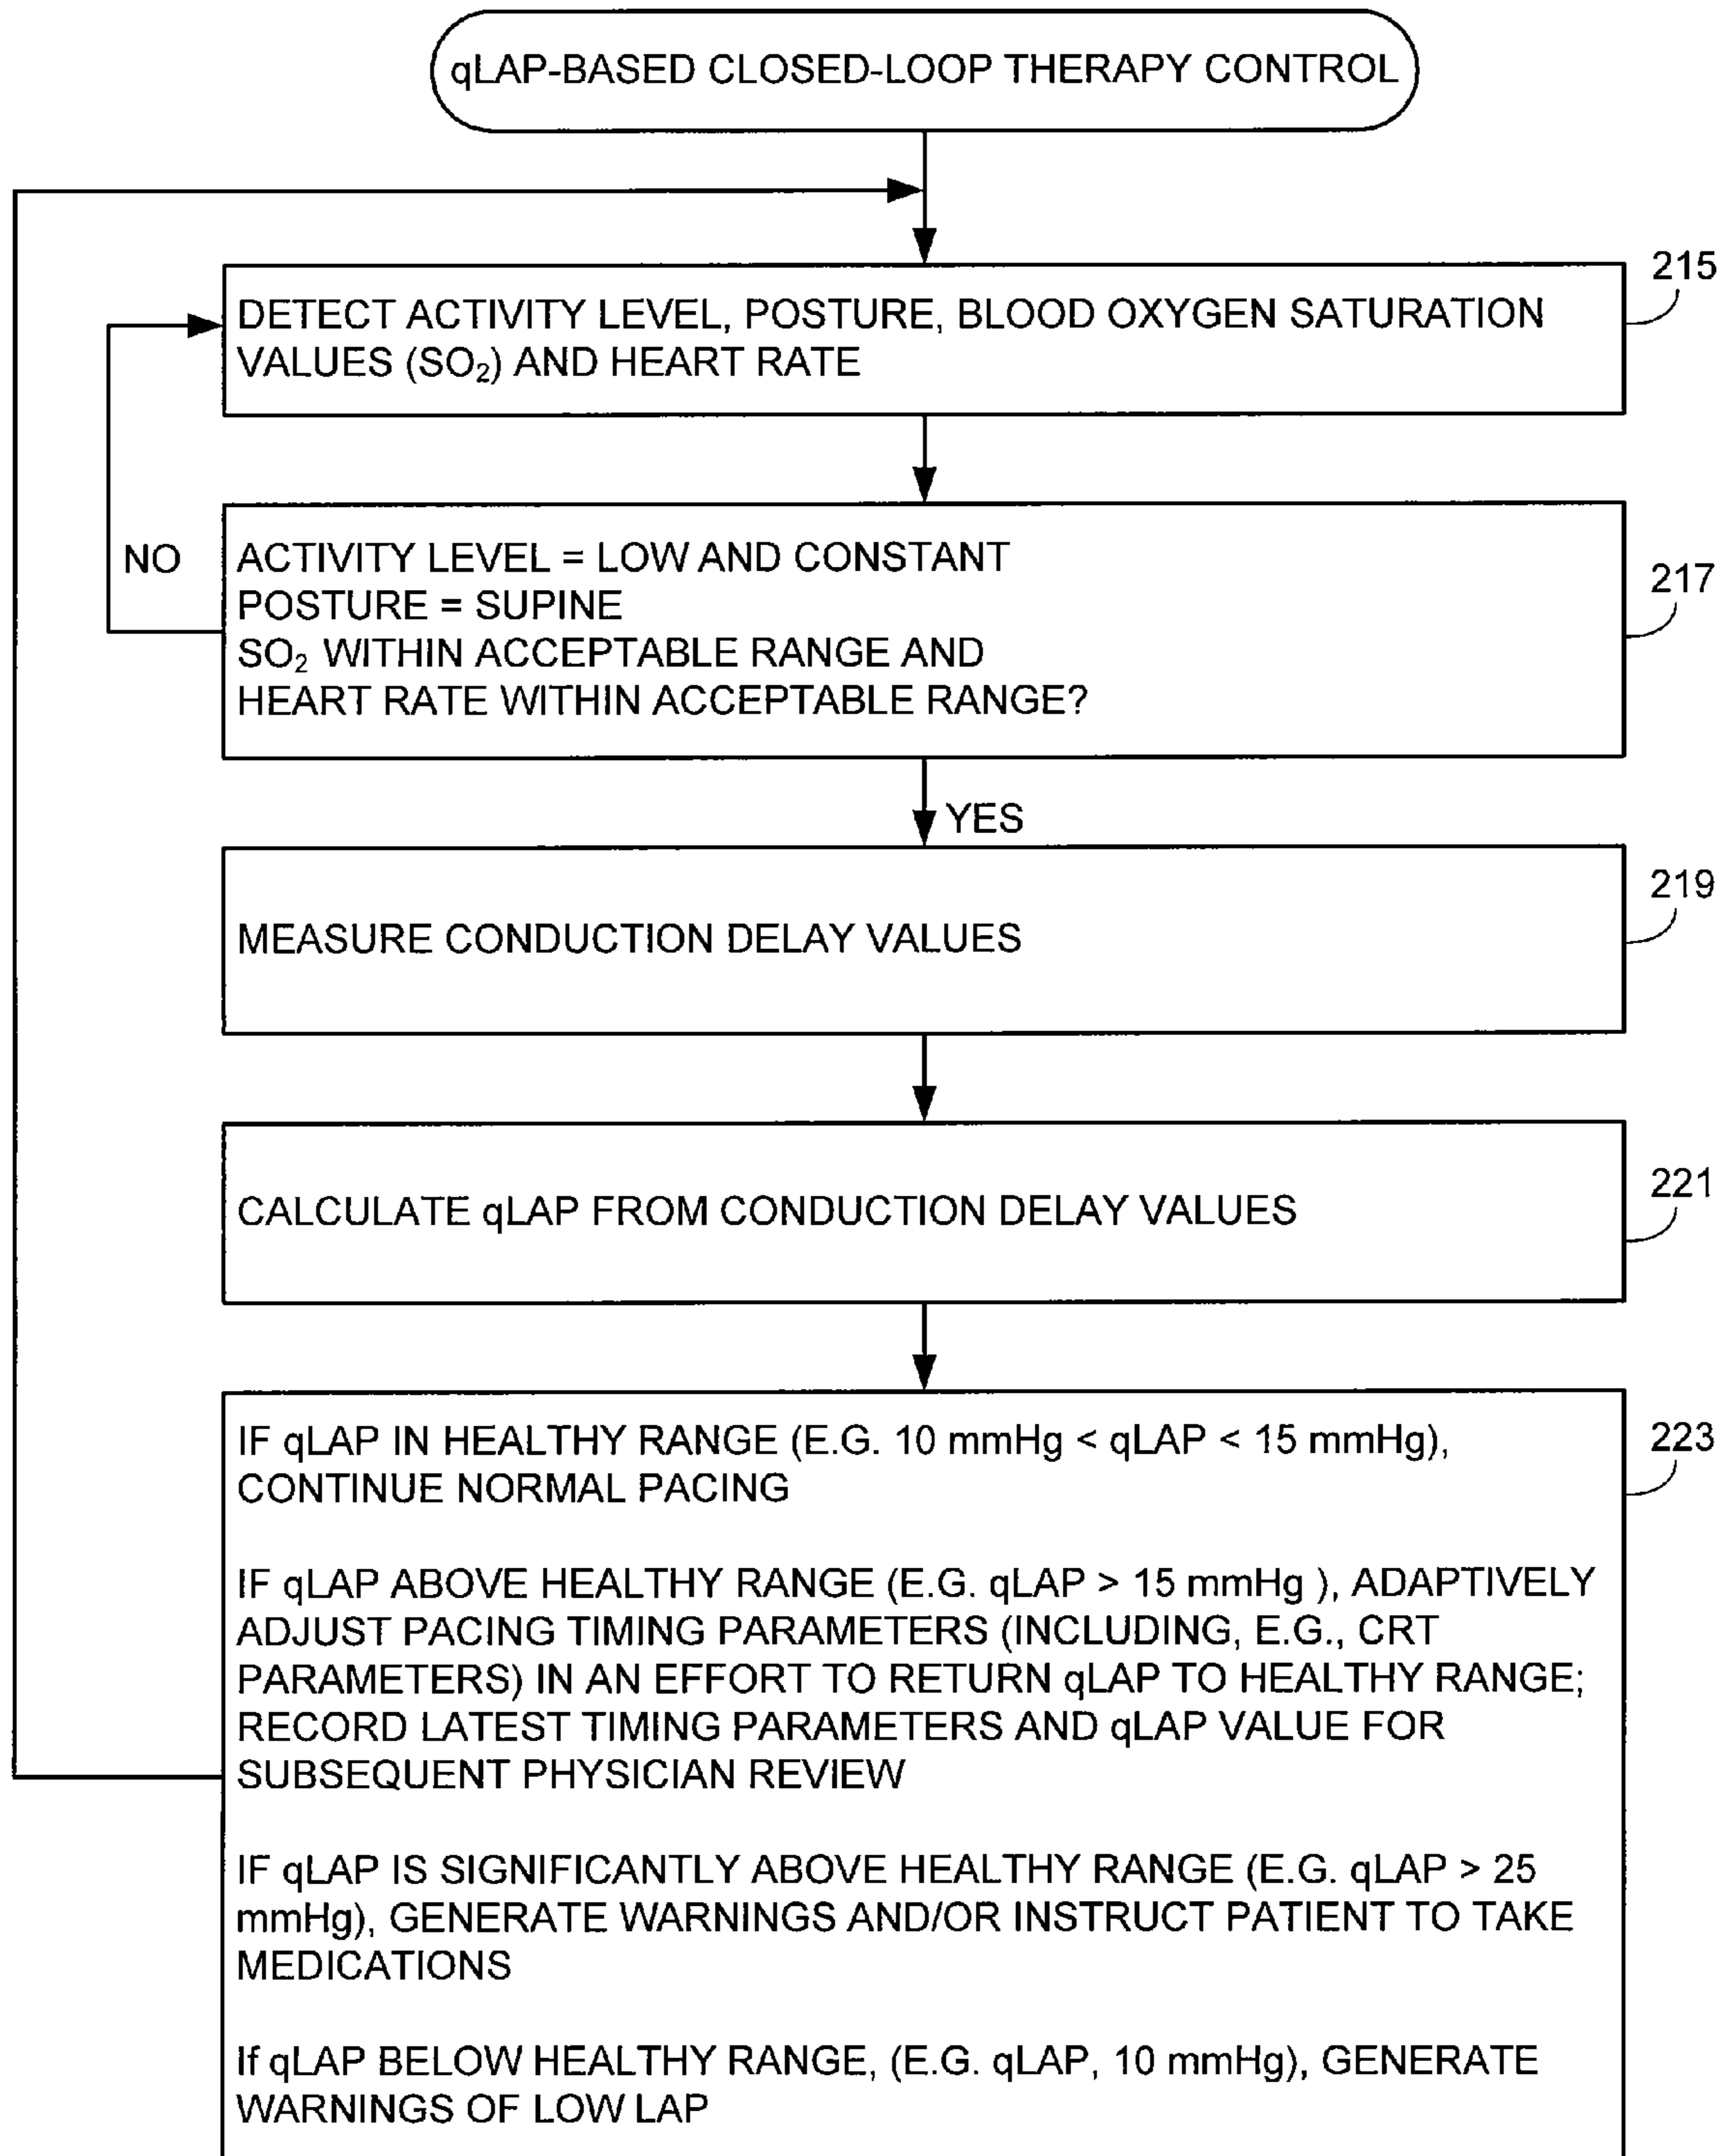 qLAP-BASED CLOSED-LOOP THERAPY CONTROL
215
DETECT ACTIVITY LEVEL, POSTURE, BLOOD OXYGEN SATURATION
VALUES (SO₂) AND HEART RATE
NO
ACTIVITY LEVEL = LOW AND CONSTANT
POSTURE = SUPINE
SO₂ WITHIN ACCEPTABLE RANGE AND
HEART RATE WITHIN ACCEPTABLE RANGE?
217
YES
219
MEASURE CONDUCTION DELAY VALUES
221
CALCULATE qLAP FROM CONDUCTION DELAY VALUES
223
IF qLAP IN HEALTHY RANGE (E.G. 10 mmHg < qLAP < 15 mmHg),
CONTINUE NORMAL PACING
IF qLAP ABOVE HEALTHY RANGE (E.G. qLAP > 15 mmHg ), ADAPTIVELY
ADJUST PACING TIMING PARAMETERS (INCLUDING, E.G., CRT
PARAMETERS) IN AN EFFORT TO RETURN qLAP TO HEALTHY RANGE;
RECORD LATEST TIMING PARAMETERS AND qLAP VALUE FOR
SUBSEQUENT PHYSICIAN REVIEW
IF qLAP IS SIGNIFICANTLY ABOVE HEALTHY RANGE (E.G. qLAP > 25
mmHg), GENERATE WARNINGS AND/OR INSTRUCT PATIENT TO TAKE
MEDICATIONS
If qLAP BELOW HEALTHY RANGE, (E.G. qLAP, 10 mmHg), GENERATE
WARNINGS OF LOW LAP